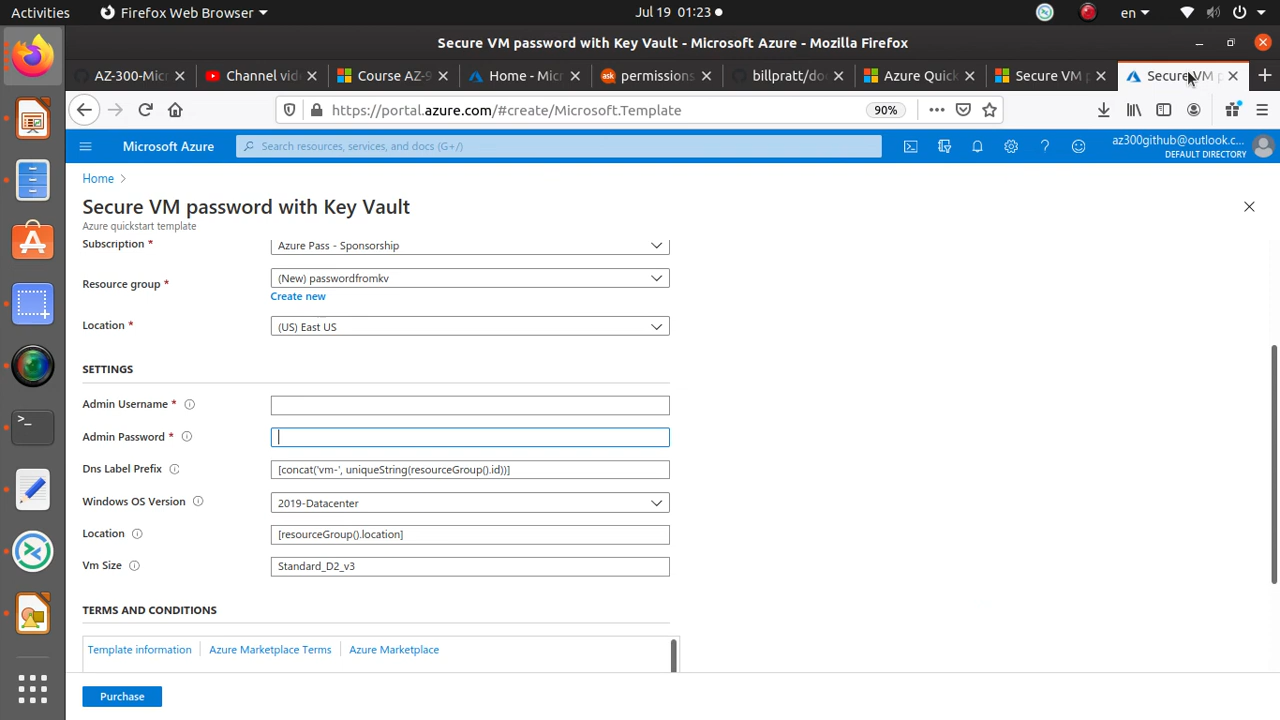 Activities
Firefox Web Browser
Jul 19 01:23
en
Secure VM password with Key Vault - Microsoft Azure - Mozilla Firefox
AZ-300-Mic
Channel vid
Course AZ-9
Home - Micr
permissions
billpratt/do
Azure Quick
Secure VM p
Secure VM p
https://portal.azure.com/#create/Microsoft.Template
90%
Microsoft Azure
Search resources, services, and docs (G+/)
az300github@outlook.c...
DEFAULT DIRECTORY
Home
Secure VM password with Key Vault
Azure quickstart template
Subscription *
Azure Pass - Sponsorship
Resource group *
(New) passwordfromkv
Create new
Location *
(US) East US
SETTINGS
Admin Username *
Admin Password *
Dns Label Prefix
[concat('vm-', uniqueString(resourceGroup().id))]
Windows OS Version
2019-Datacenter
Location
[resourceGroup().location]
Vm Size
Standard_D2_v3
TERMS AND CONDITIONS
Template information
Azure Marketplace Terms
Azure Marketplace
Purchase